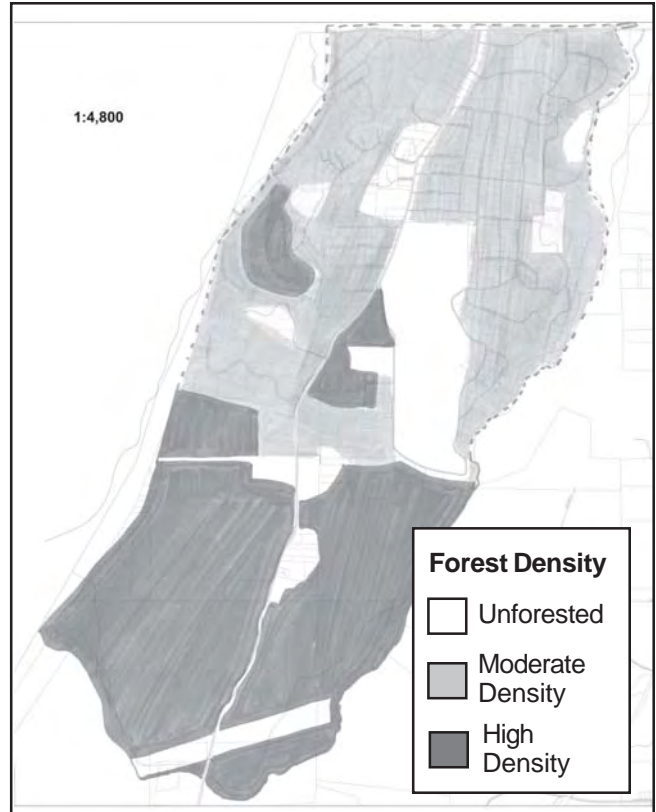 1:4,800
Forest Density
Unforested
Moderate
Density
High
Density